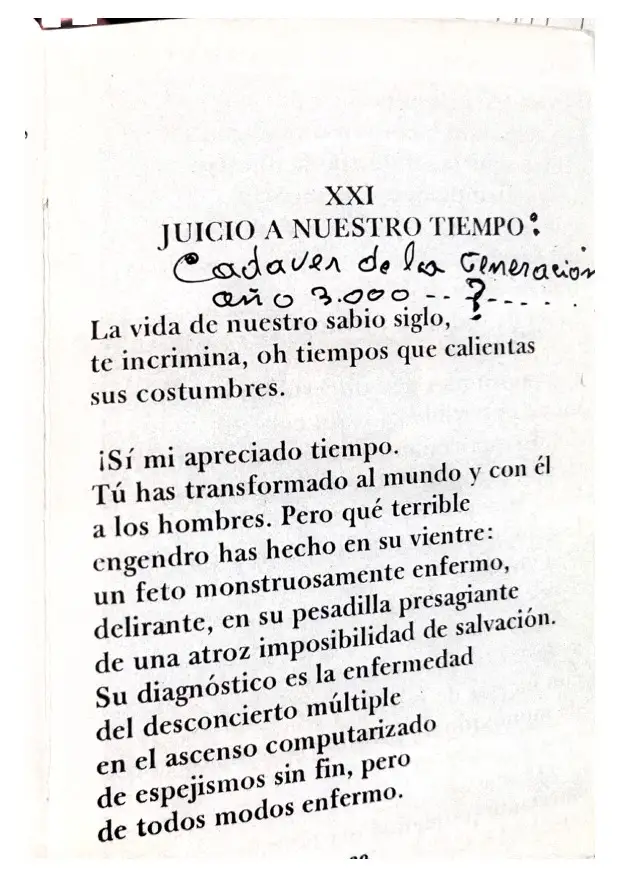 XXI
JUICIO A NUESTRO TIEMPO:
Cadaver de la Generación
año 3.000 -- ?-----
La vida de nuestro sabio siglo,
te incrimina, oh tiempos que calientas
sus costumbres.
¡Sí mi apreciado tiempo.
Tú has transformado al mundo y con él
a los hombres. Pero qué terrible
engendro has hecho en su vientre:
un feto monstruosamente enfermo,
delirante, en su pesadilla presagiante
de una atroz imposibilidad de salvación.
Su diagnóstico es la enfermedad
del desconcierto múltiple
en el ascenso computarizado
de espejismos sin fin, pero
de todos modos enfermo.